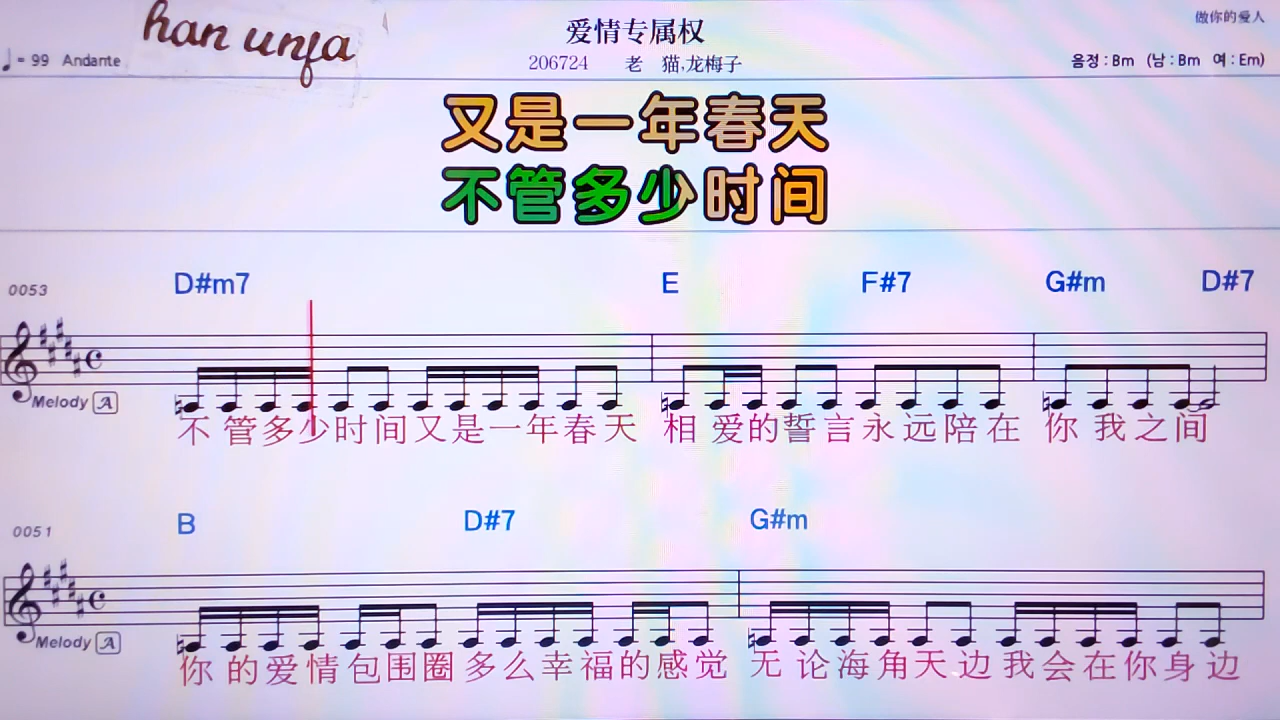 han unfa
爱情专属权
做你的爱人
♩= 99 Andante
206724 老 猫,龙梅子
음정 : Bm (남 : Bm 여 : Em)
又是一年春天
不管多少时间
0053
D#m7 E F#7 G#m D#7
Melody A
不管多少时间又是一年春天 相爱的誓言永远陪在 你我之间
0051
B D#7 G#m
Melody A
你的爱情包围圈多么幸福的感觉 无论海角天边我会在你身边